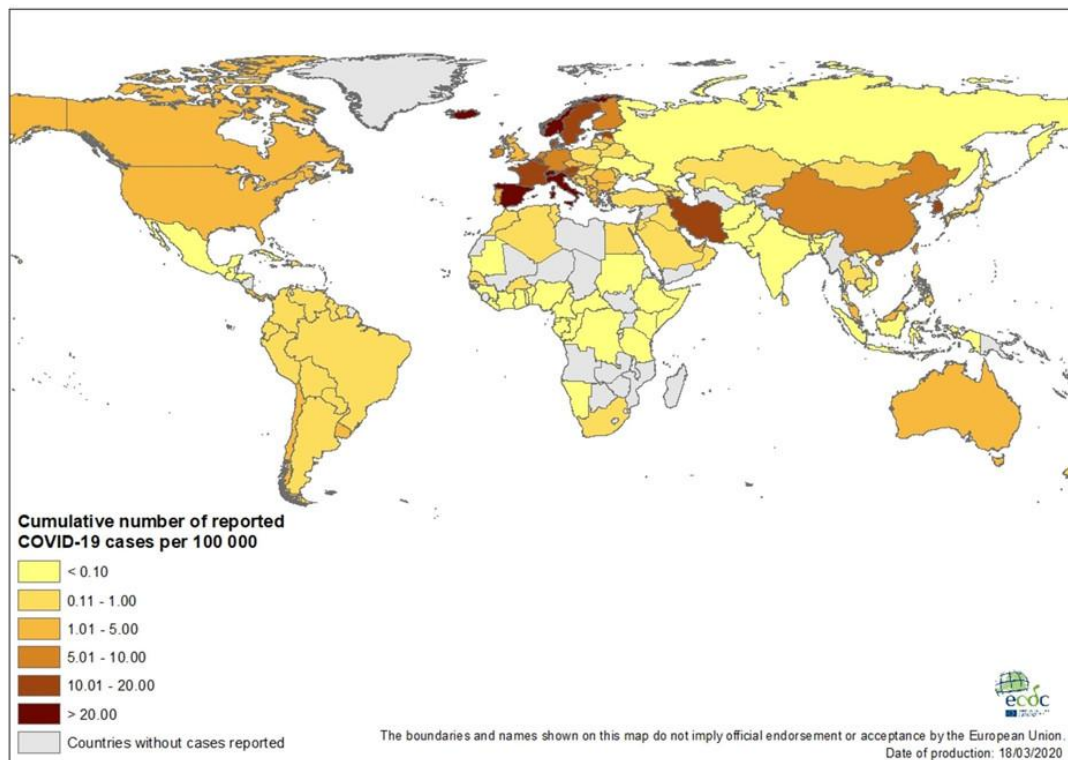 Cumulative number of reported
COVID-19 cases per 100 000
< 0.10
0.11 - 1.00
1.01 - 5.00
5.01 - 10.00
10.01 - 20.00
> 20.00
Countries without cases reported
ecdc
The boundaries and names shown on this map do not imply official endorsement or acceptance by the European Union.
Date of production: 18/03/2020